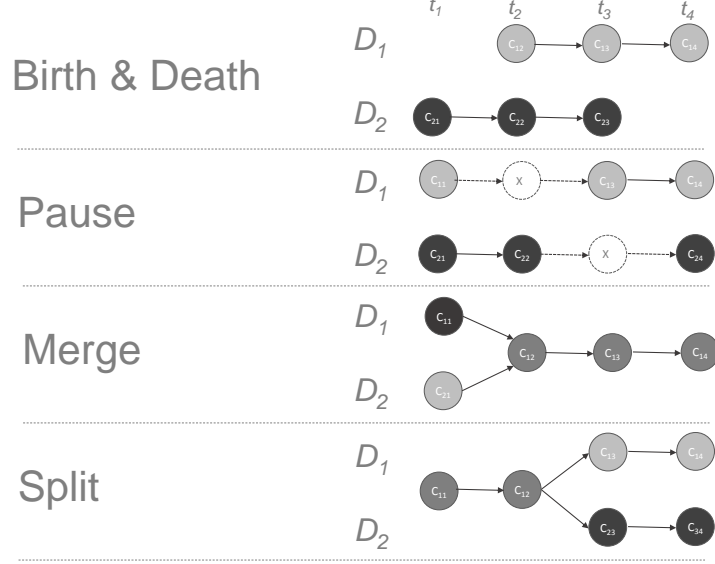 t1 t2 t3 t4
Birth & Death
D1 C12 C13 C14
D2 C21 C22 C23
Pause
D1 C11 X C13 C14
D2 C21 C22 X C24
Merge
D1 C11
C12 C13 C14
D2 C21
Split
D1 C13 C14
C11 C12
D2 C23 C34